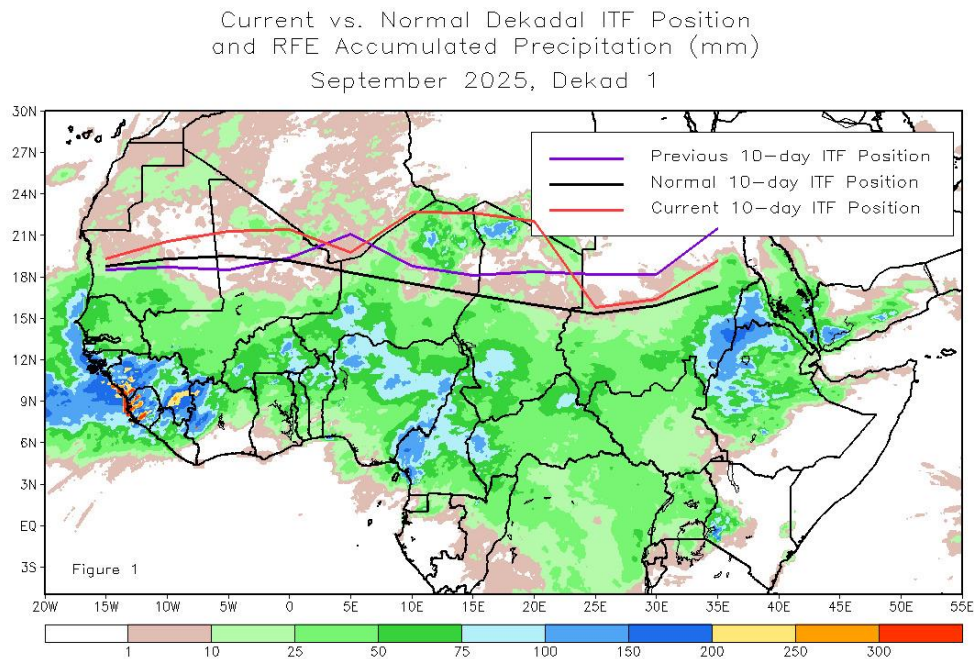 Current vs. Normal Dekadal ITF Position
and RFE Accumulated Precipitation (mm)
September 2025, Dekad 1
30N
27N
24N
21N
18N
15N
12N
9N
6N
3N
EQ
3S
Previous 10-day ITF Position
Normal 10-day ITF Position
Current 10-day ITF Position
Figure 1
20W 15W 10W 5W 0 5E 10E 15E 20E 25E 30E 35E 40E 45E 50E 55E
1 10 25 50 75 100 150 200 250 300